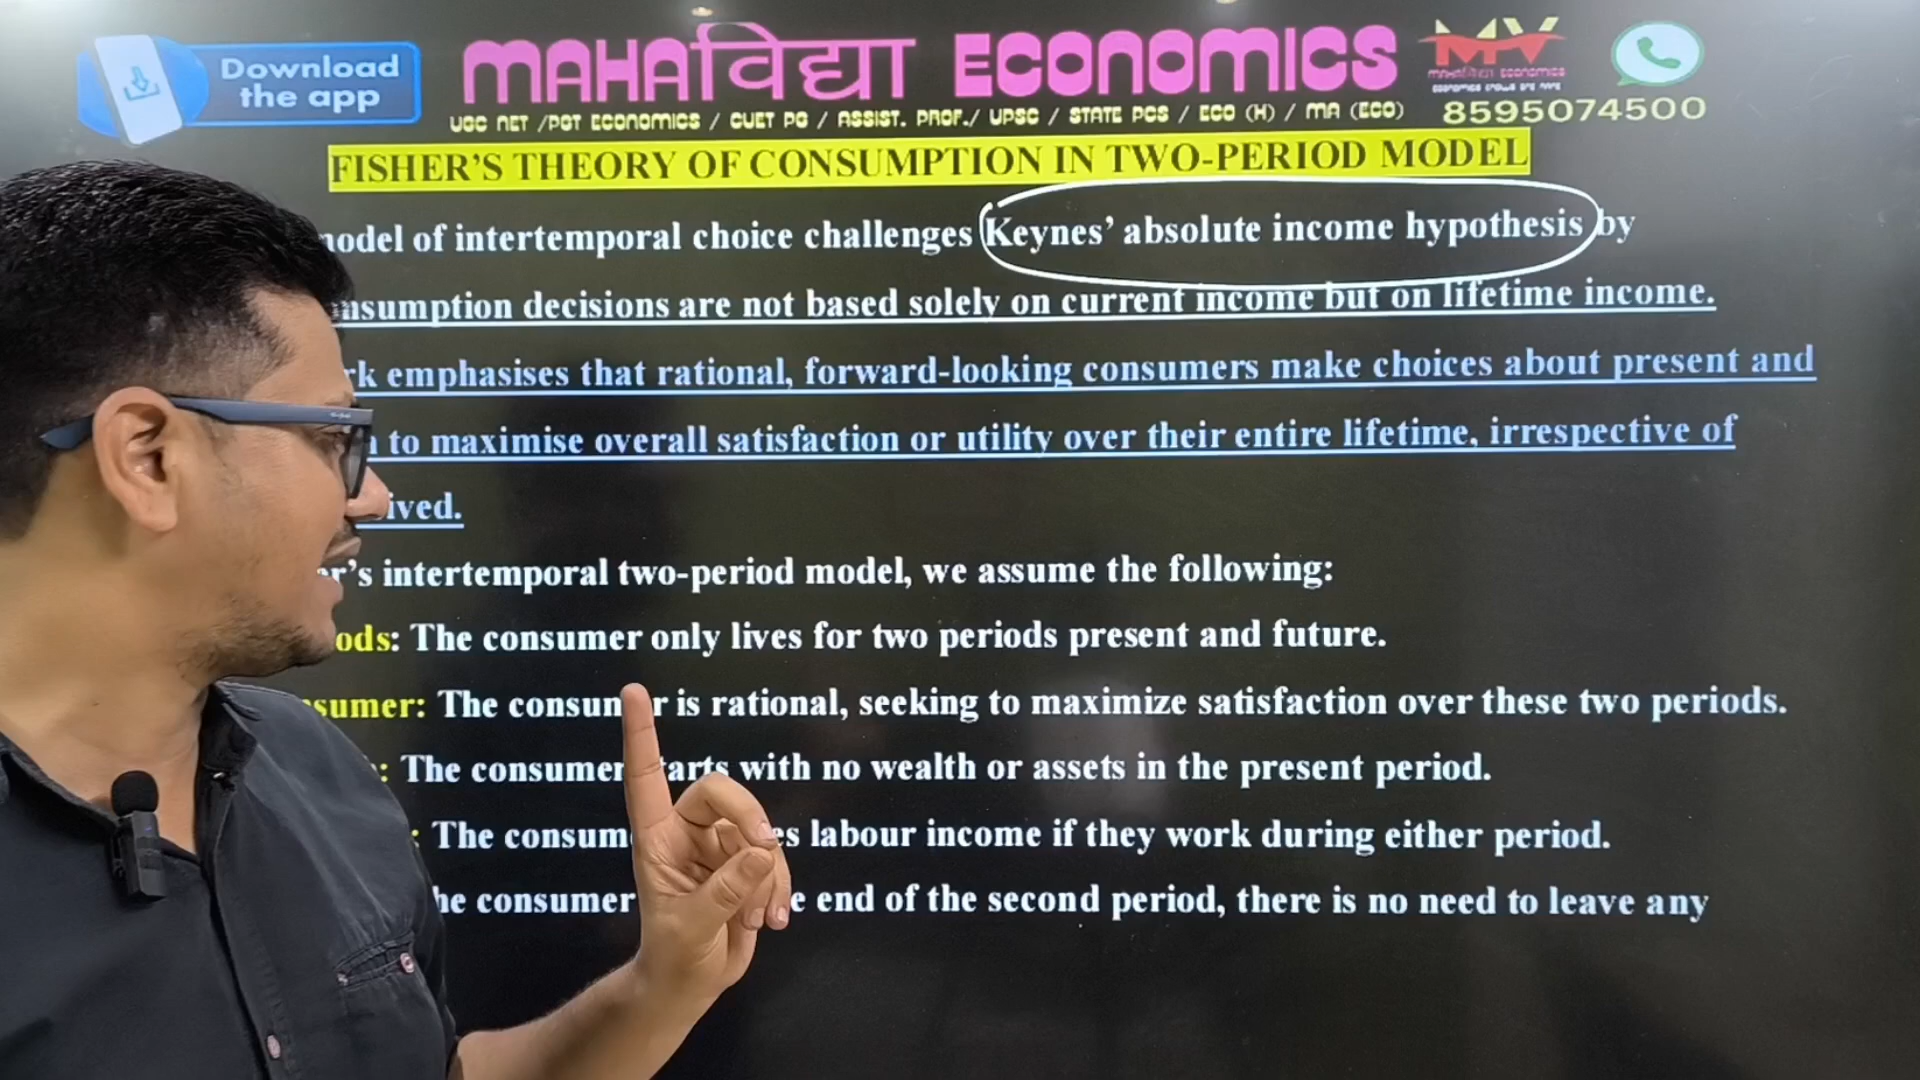 Download
the app
MAHAविद्या ECONOMICS
MAHAविद्या ECONOMICS
UGC NET /PGT ECONOMICS / CUET PG / ASSIST. PROF./ UPSC / STATE PCS / ECO (H) / MA (ECO)
8595074500
FISHER'S THEORY OF CONSUMPTION IN TWO-PERIOD MODEL
of intertemporal choice challenges Keynes' absolute income hypothesis by
decisions are not based solely on current income but on lifetime income.
emphasises that rational, forward-looking consumers make choices about present and
to maximise overall satisfaction or utility over their entire lifetime, irrespective of
ived.
r's intertemporal two-period model, we assume the following:
ods: The consumer only lives for two periods present and future.
sumer: The consum r is rational, seeking to maximize satisfaction over these two periods.
: The consumer arts with no wealth or assets in the present period.
: The consum es labour income if they work during either period.
he consumer e end of the second period, there is no need to leave any